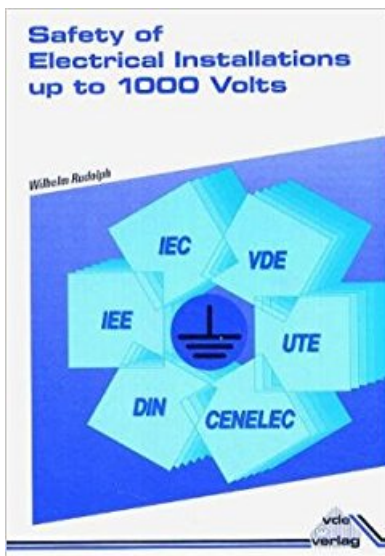 Safety of
Electrical Installations
up to 1000 Volts
Wilhelm Rudolph
IEC
VDE
IEE
UTE
DIN
CENELEC
vde
verlag